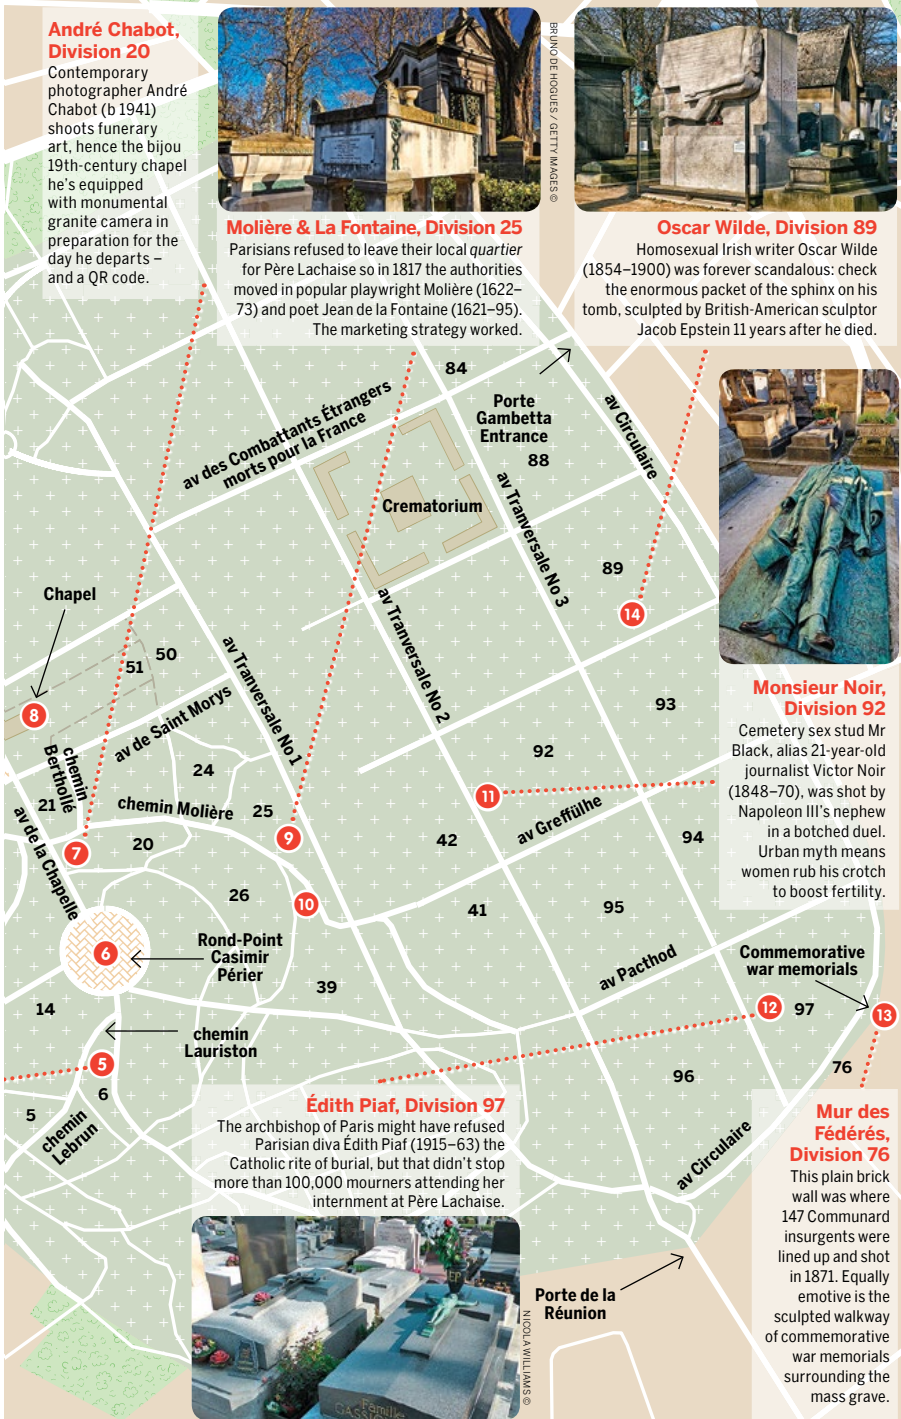 André Chabot,
Division 20
Contemporary
photographer André
Chabot (b 1941)
shoots funerary
art, hence the bijou
19th-century chapel
he's equipped
with monumental
granite camera in
preparation for the
day he departs –
and a QR code.
BRUNO DE HOGUES / GETTY IMAGES ©
Molière & La Fontaine, Division 25
Parisians refused to leave their local quartier
for Père Lachaise so in 1817 the authorities
moved in popular playwright Molière (1622–
73) and poet Jean de la Fontaine (1621–95).
The marketing strategy worked.
Oscar Wilde, Division 89
Homosexual Irish writer Oscar Wilde
(1854–1900) was forever scandalous: check
the enormous packet of the sphinx on his
tomb, sculpted by British-American sculptor
Jacob Epstein 11 years after he died.
84
av des Combattants Étrangers
morts pour la France
Porte
Gambetta
Entrance
av Circulaire
88
Crematorium
av Tranversale No 3
89
14
Chapel
av Tranversale No 2
50
51
av Tranversale No 1
8
av de Saint Morys
93
92
chemin
Berthollé
24
21
chemin Molière
25
11
av Greffülhe
av de la Chapelle
7
20
9
42
94
26
10
41
95
Monsieur Noir,
Division 92
Cemetery sex stud Mr
Black, alias 21-year-old
journalist Victor Noir
(1848–70), was shot by
Napoleon III's nephew
in a botched duel.
Urban myth means
women rub his crotch
to boost fertility.
6
Rond-Point
Casimir
Périer
av Pacthod
Commemorative
war memorials
39
14
12
97
13
chemin
Lauriston
5
6
5
chemin
Lebrun
96
76
av Circulaire
Édith Piaf, Division 97
The archbishop of Paris might have refused
Parisian diva Édith Piaf (1915–63) the
Catholic rite of burial, but that didn't stop
more than 100,000 mourners attending her
internment at Père Lachaise.
Mur des
Fédérés,
Division 76
This plain brick
wall was where
147 Communard
insurgents were
lined up and shot
in 1871. Equally
emotive is the
sculpted walkway
of commemorative
war memorials
surrounding the
mass grave.
Porte de la
Réunion
NICOLA WILLIAMS ©
EP
Famille